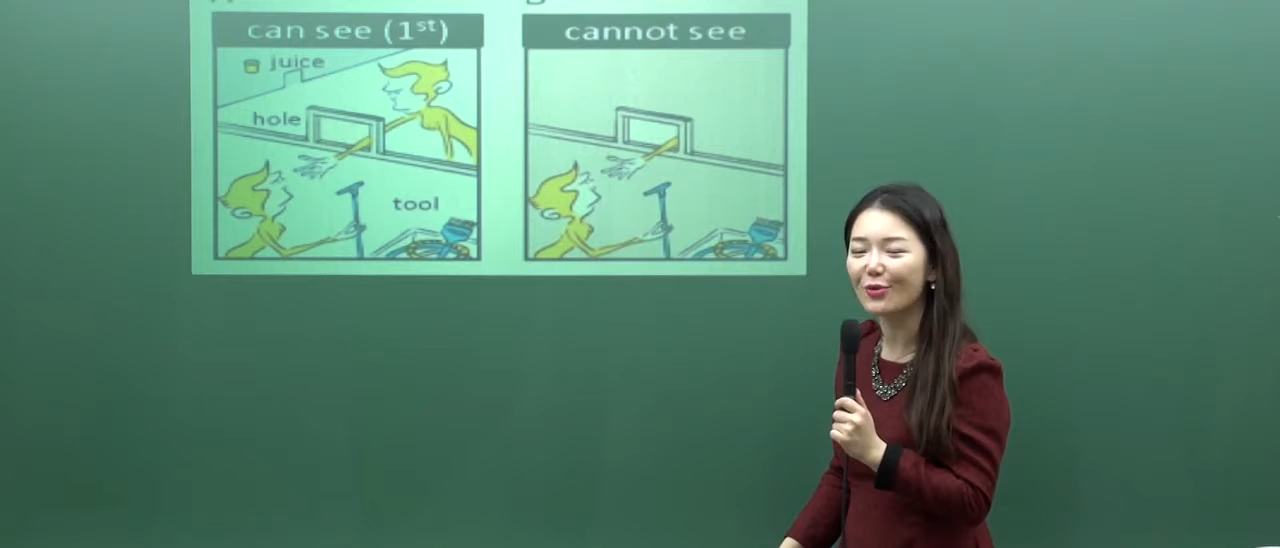 can see (1st)
cannot see
juice
hole
tool